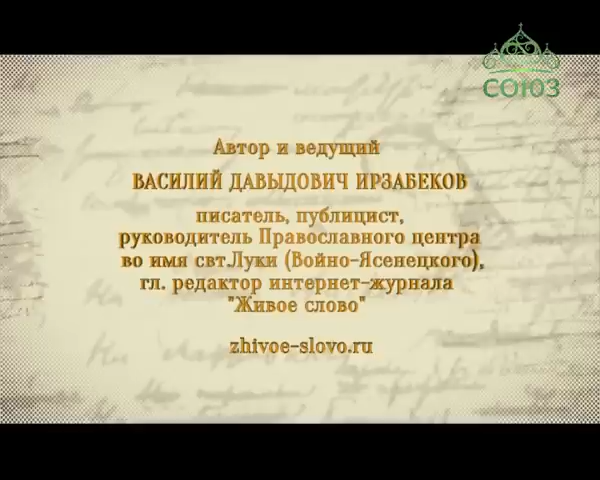 СОЮЗ
Автор и ведущий
ВАСИЛИЙ ДАВЫДОВИЧ ИРЗАБЕКОВ
писатель, публицист,
руководитель Православного центра
во имя свт.Луки (Войно-Ясенецкого),
гл. редактор интернет-журнала
"Живое слово"
zhivoe-slovo.ru